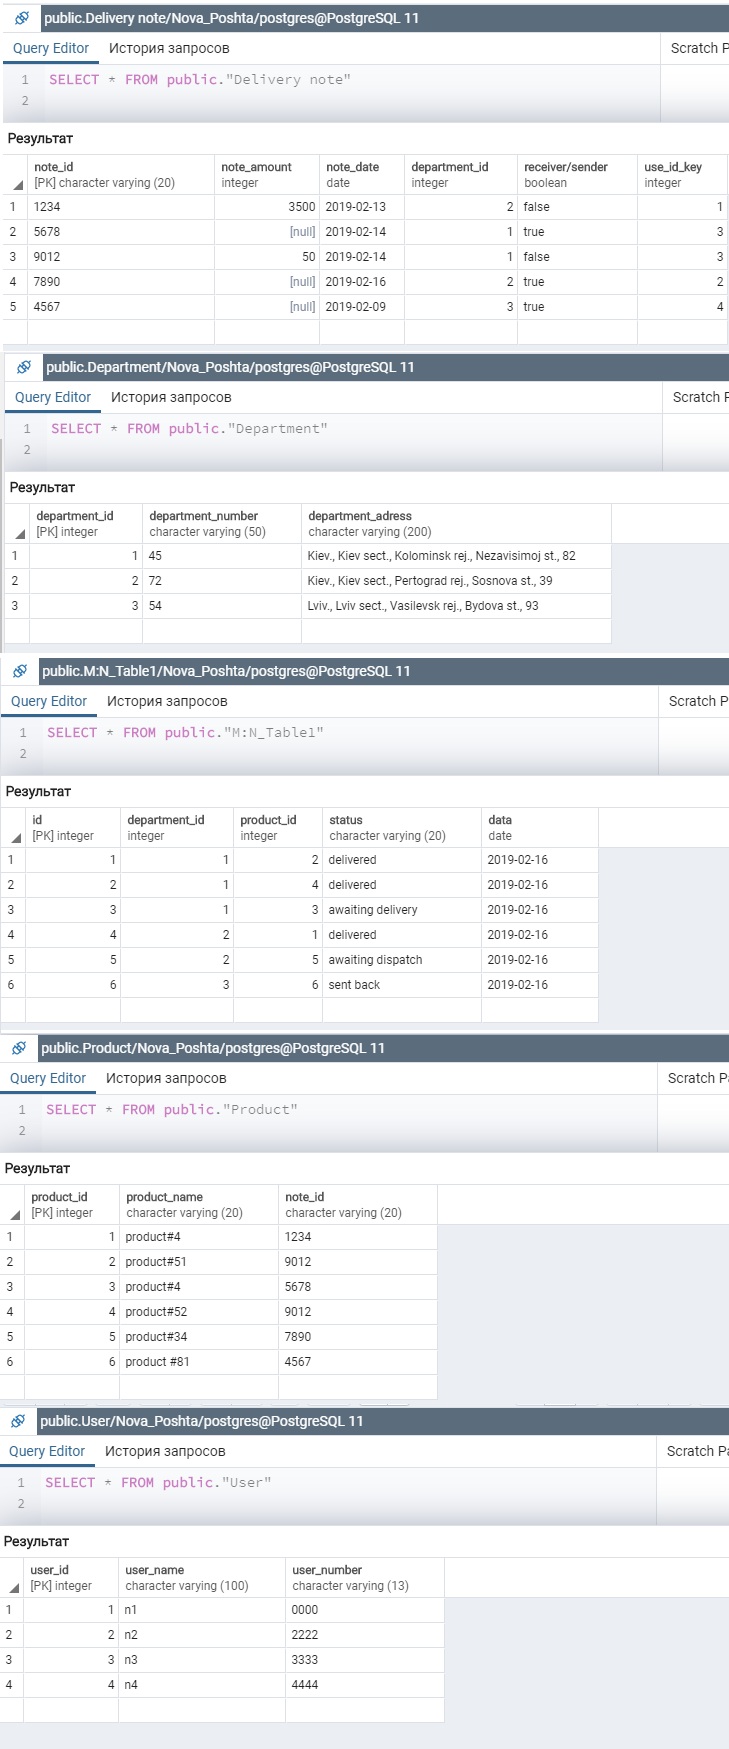 public.Delivery note/Nova_Poshta/postgres@PostgreSQL 11
Query Editor История запросов Scratch P
1 SELECT * FROM public."Delivery note"
2
Результат
note_id note_amount note_date department_id receiver/sender use_id_key
[PK] character varying (20) integer date integer boolean integer
1 1234 3500 2019-02-13 2 false 1
2 5678 [null] 2019-02-14 1 true 3
3 9012 50 2019-02-14 1 false 3
4 7890 [null] 2019-02-16 2 true 2
5 4567 [null] 2019-02-09 3 true 4
public.Department/Nova_Poshta/postgres@PostgreSQL 11
Query Editor История запросов Scratch F
1 SELECT * FROM public."Department"
2
Результат
department_id department_number department_adress
[PK] integer character varying (50) character varying (200)
1 1 45 Kiev., Kiev sect., Kolominsk rej., Nezavisimoj st., 82
2 2 72 Kiev., Kiev sect., Pertograd rej., Sosnova st., 39
3 3 54 Lviv., Lviv sect., Vasilevsk rej., Bydova st., 93
public.M:N_Table1/Nova_Poshta/postgres@PostgreSQL 11
Query Editor История запросов Scratch P
1 SELECT * FROM public."M:N_Table1"
2
Результат
id department_id product_id status data
[PK] integer integer integer character varying (20) date
1 1 1 2 delivered 2019-02-16
2 2 1 4 delivered 2019-02-16
3 3 1 3 awaiting delivery 2019-02-16
4 4 2 1 delivered 2019-02-16
5 5 2 5 awaiting dispatch 2019-02-16
6 6 3 6 sent back 2019-02-16
public.Product/Nova_Poshta/postgres@PostgreSQL 11
Query Editor История запросов Scratch Pa
1 SELECT * FROM public."Product"
2
Результат
product_id product_name note_id
[PK] integer character varying (20) character varying (20)
1 1 product#4 1234
2 2 product#51 9012
3 3 product#4 5678
4 4 product#52 9012
5 5 product#34 7890
6 6 product #81 4567
public.User/Nova_Poshta/postgres@PostgreSQL 11
Query Editor История запросов Scratch Pa
1 SELECT * FROM public."User"
2
Результат
user_id user_name user_number
[PK] integer character varying (100) character varying (13)
1 1 n1 0000
2 2 n2 2222
3 3 n3 3333
4 4 n4 4444